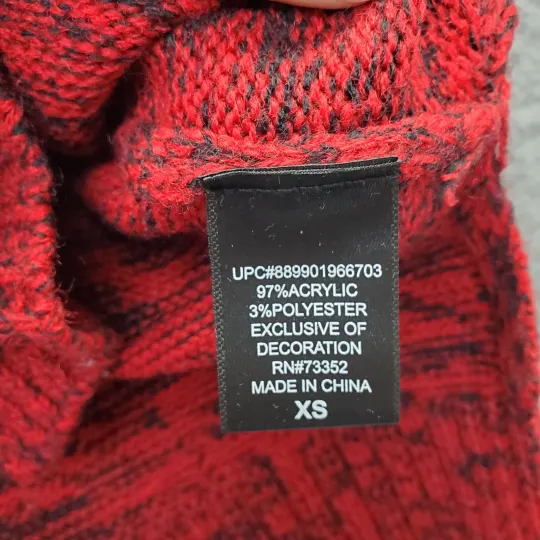 UPC#889901966703
97%ACRYLIC
3%POLYESTER
EXCLUSIVE OF
DECORATION
RN#73352
MADE IN CHINA
XS